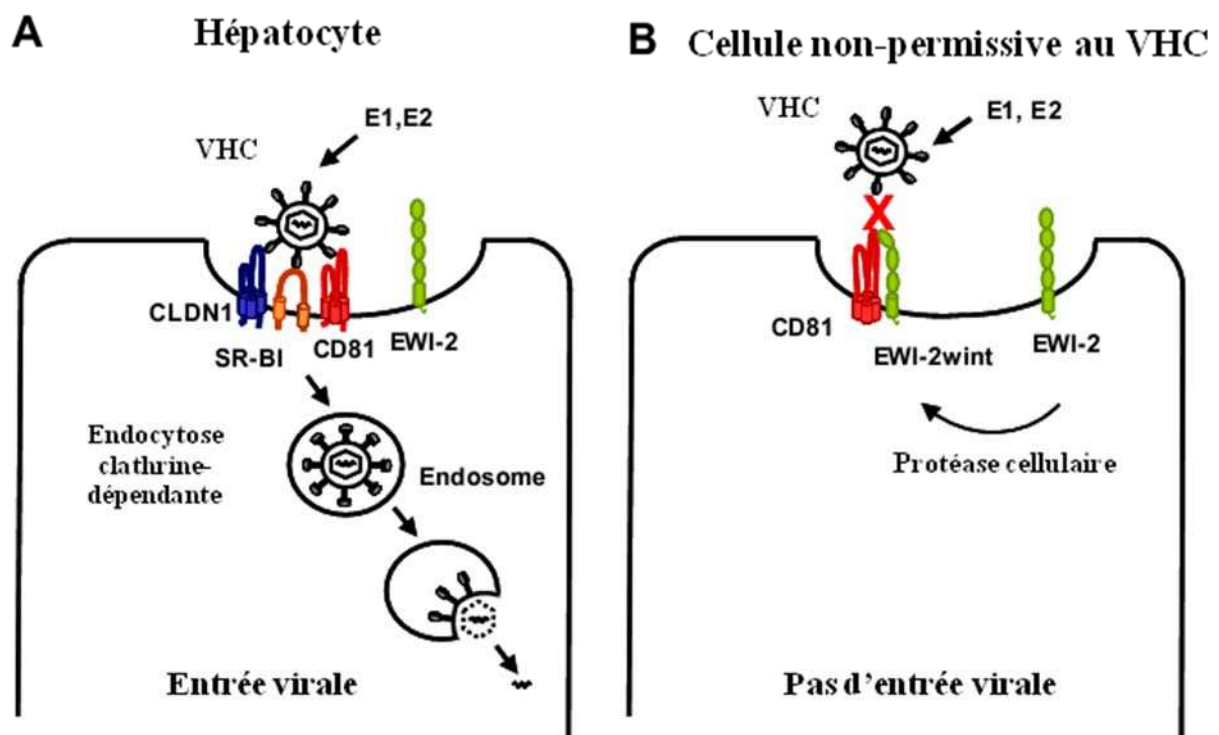 A
Hépatocyte
E1,E2
VHC
CLDN1
SR-BI
CD81
EWI-2
Endocytose
clathrine-
dépendante
Endosome
Entrée virale
B
Cellule non-permissive au VHC
VHC
E1, E2
X
CD81
EWI-2wint
EWI-2
Protéase cellulaire
Pas d'entrée virale